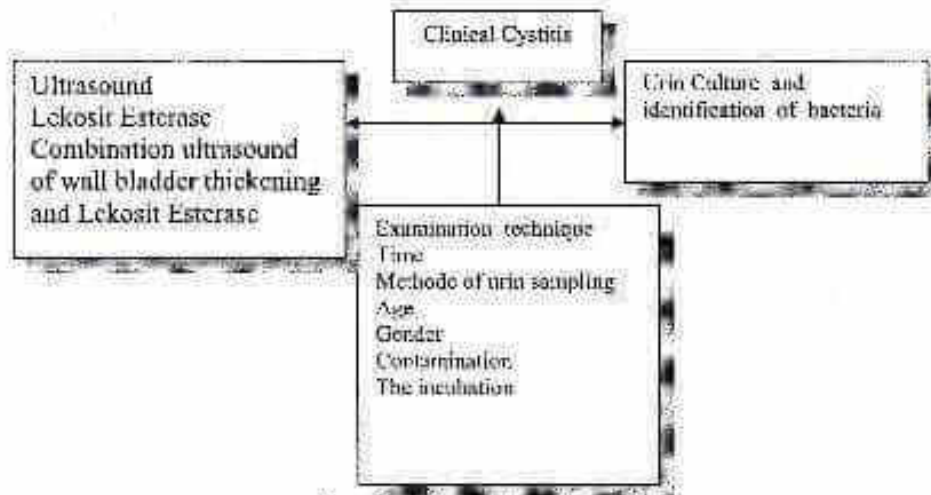 Clinical Cystitis
Ultrasound
Lekosit Esterase
Combination ultrasound
of wall bladder thickening
and Lekosit Esterase
Urin Culture and
identification of bacteria
Examination technique
Time
Methode of urin sampling
Age
Gender
Contamination
The incubation